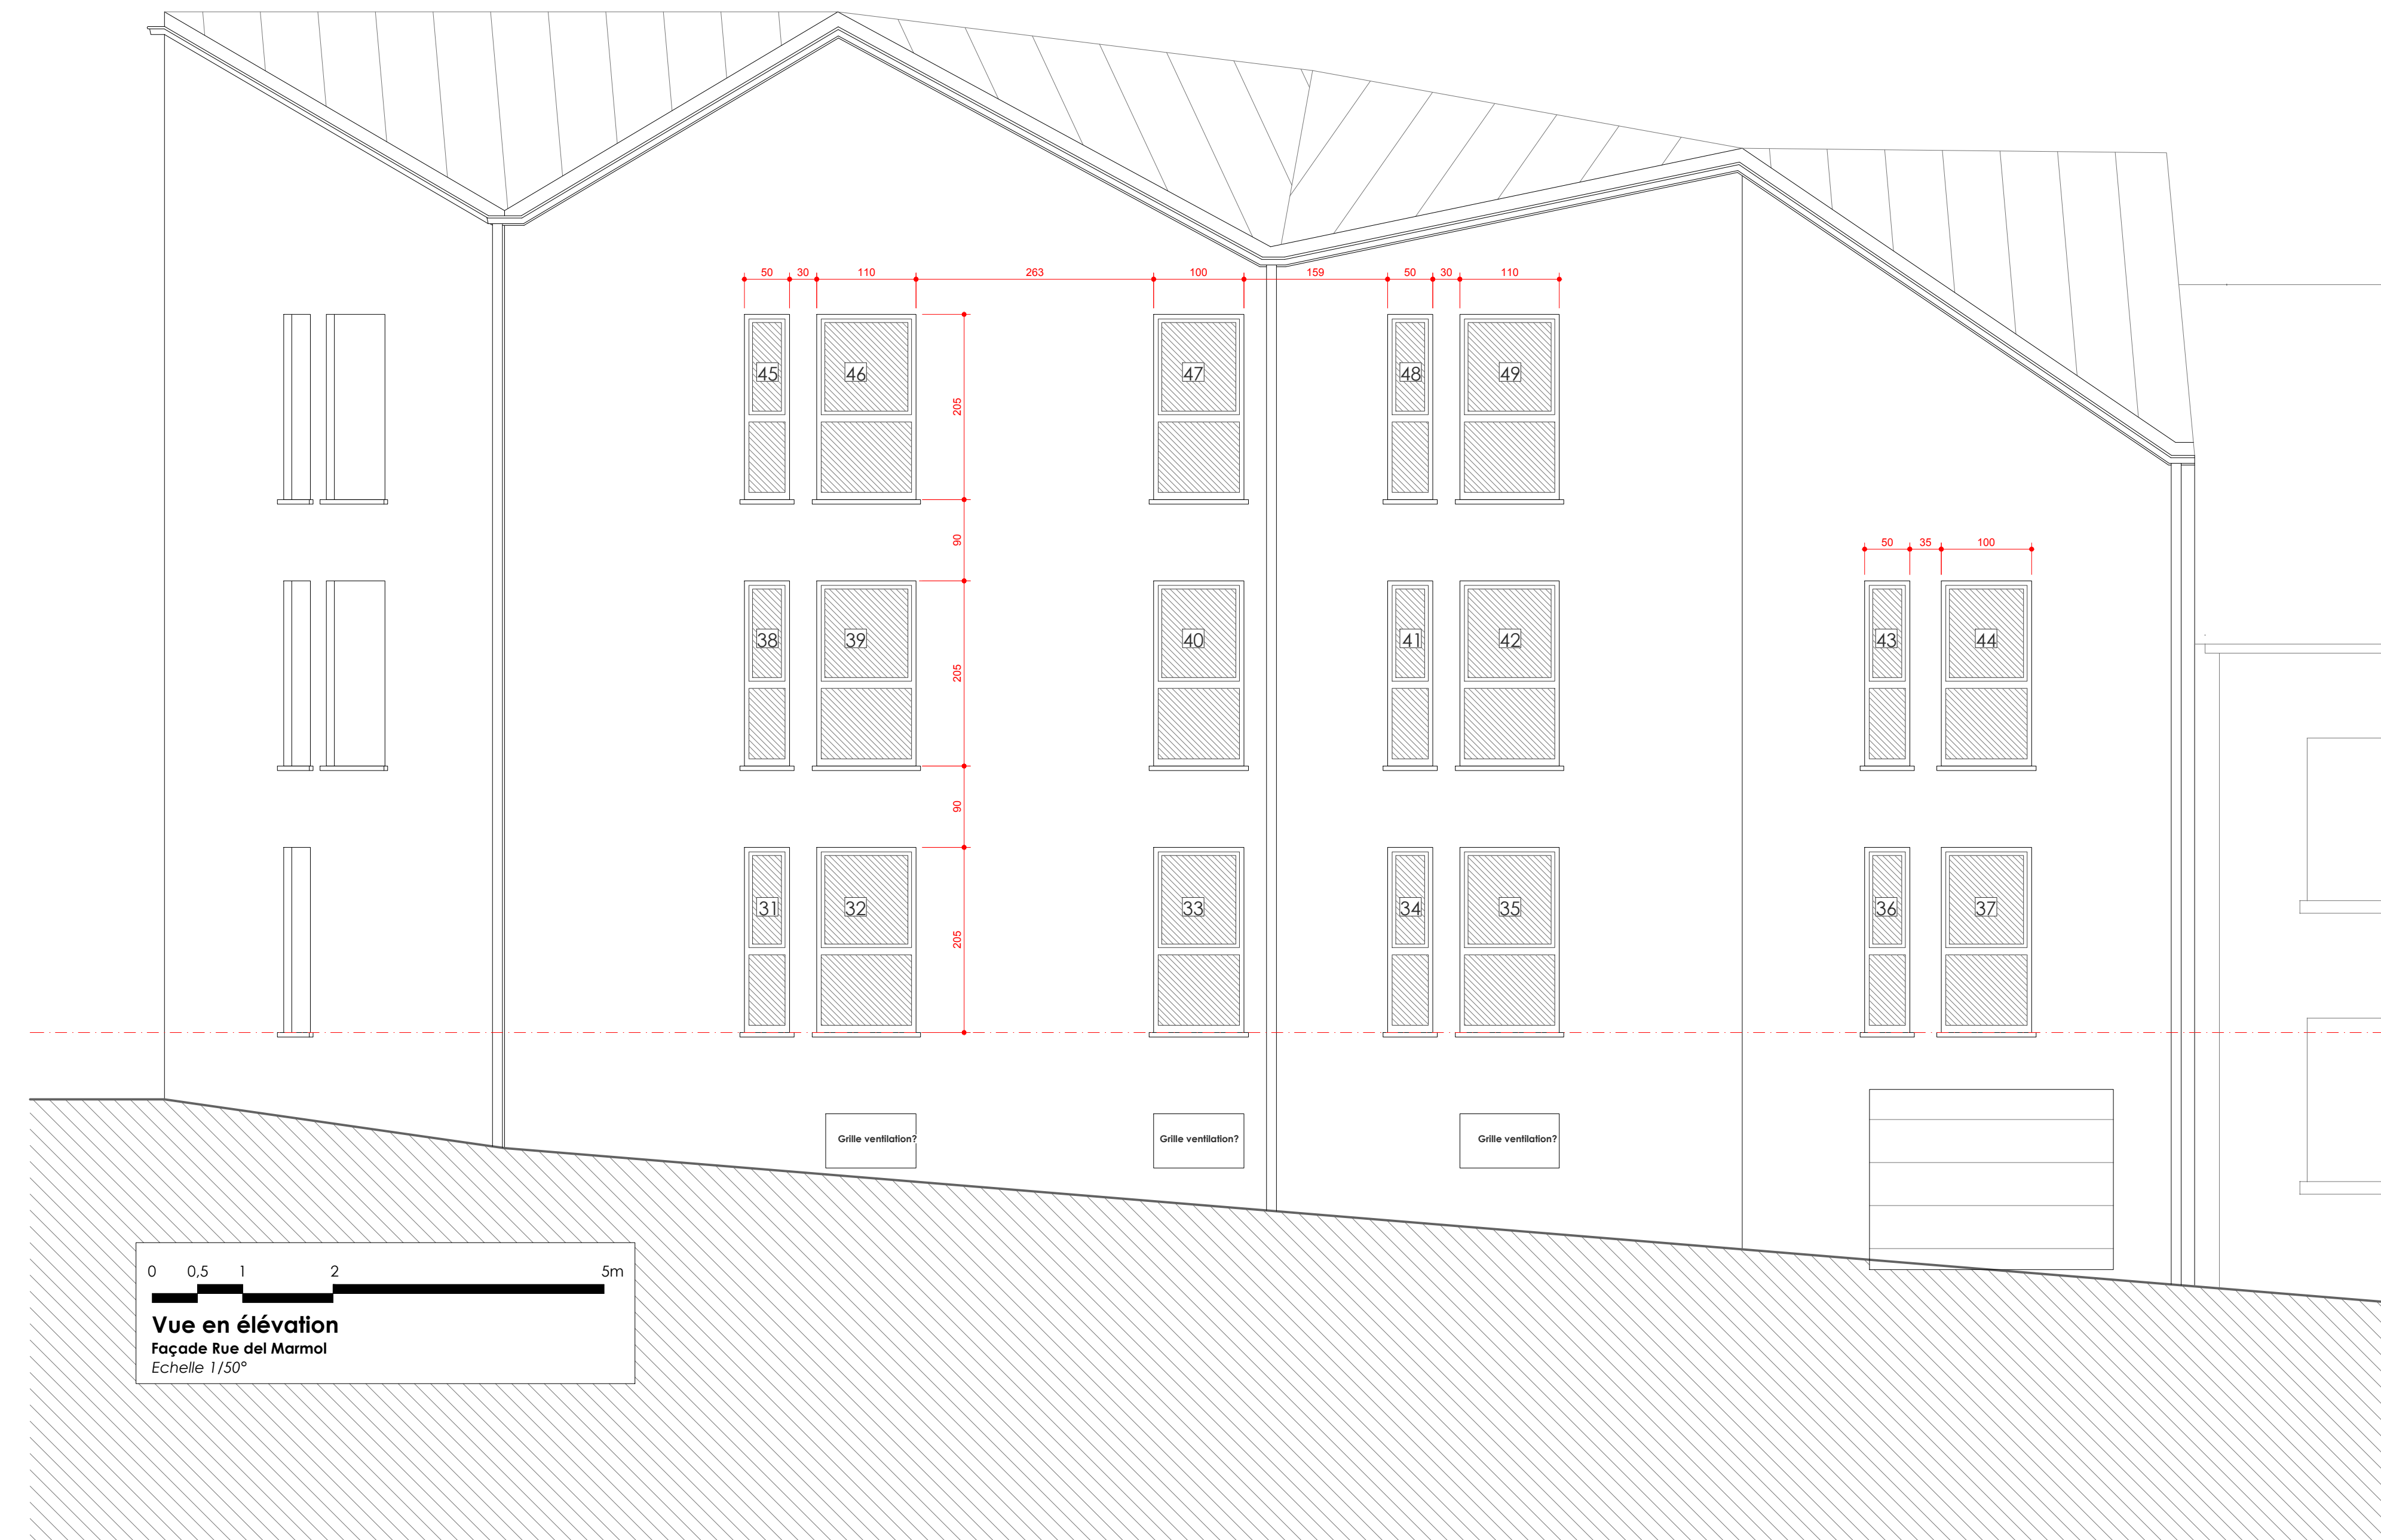 50 30 110 263 100 159 50 30 110
45 46 47 48 49
205
90
50 35 100
38 39 40 41 42 43 44
205
90
31 32 33 34 35 36 37
205
Grille ventilation? Grille ventilation? Grille ventilation?
0 0,5 1 2 5m
Vue en élévation
Façade Rue del Marmol
Echelle 1/50°